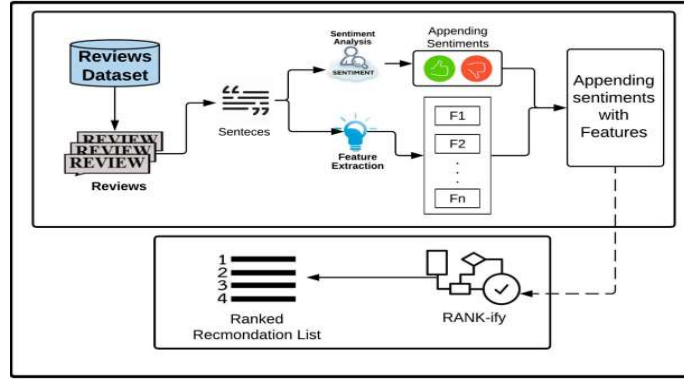 Reviews
Dataset
REVIEW
REVIEW
REVIEW
Reviews
Senteces
Sentiment
Analysis
SENTIMENT
Feature
Extraction
Appending
Sentiments
F1
F2
.
.
.
Fn
Appending
sentiments
with
Features
1
2
3
4
Ranked
Recmondation List
RANK-ify